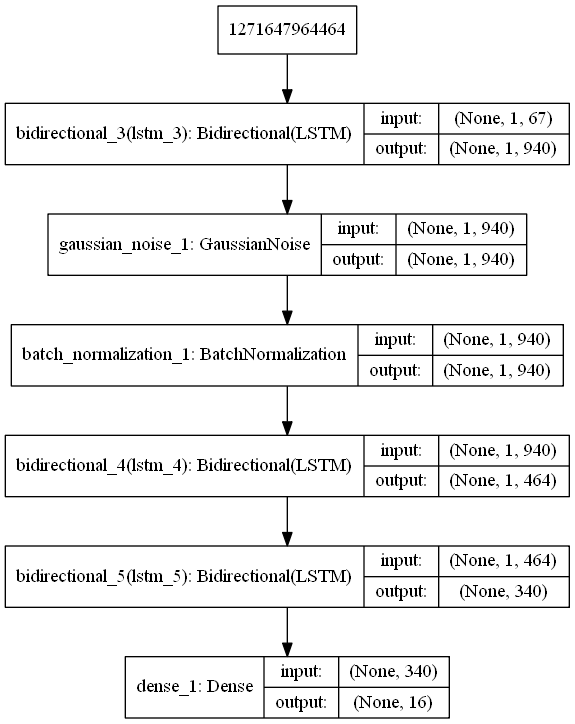 1271647964464
bidirectional_3(lstm_3): Bidirectional(LSTM)
input: (None, 1, 67)
output: (None, 1, 940)
gaussian_noise_1: GaussianNoise
input: (None, 1, 940)
output: (None, 1, 940)
batch_normalization_1: BatchNormalization
input: (None, 1, 940)
output: (None, 1, 940)
bidirectional_4(lstm_4): Bidirectional(LSTM)
input: (None, 1, 940)
output: (None, 1, 464)
bidirectional_5(lstm_5): Bidirectional(LSTM)
input: (None, 1, 464)
output: (None, 340)
dense_1: Dense
input: (None, 340)
output: (None, 16)